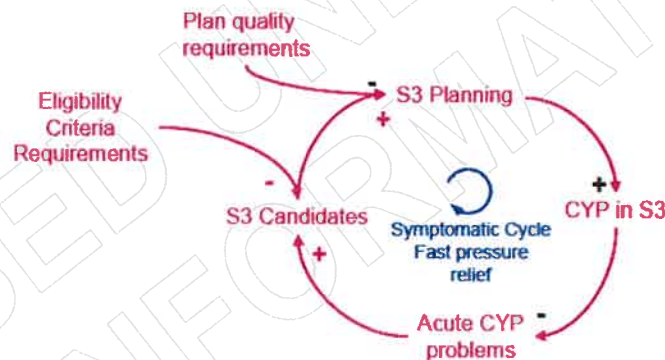 Plan quality
requirements
-
S3 Planning
+
Eligibility
Criteria
Requirements
-
S3 Candidates
+
+
CYP in S3
Symptomatic Cycle
Fast pressure
relief
-
Acute CYP
problems